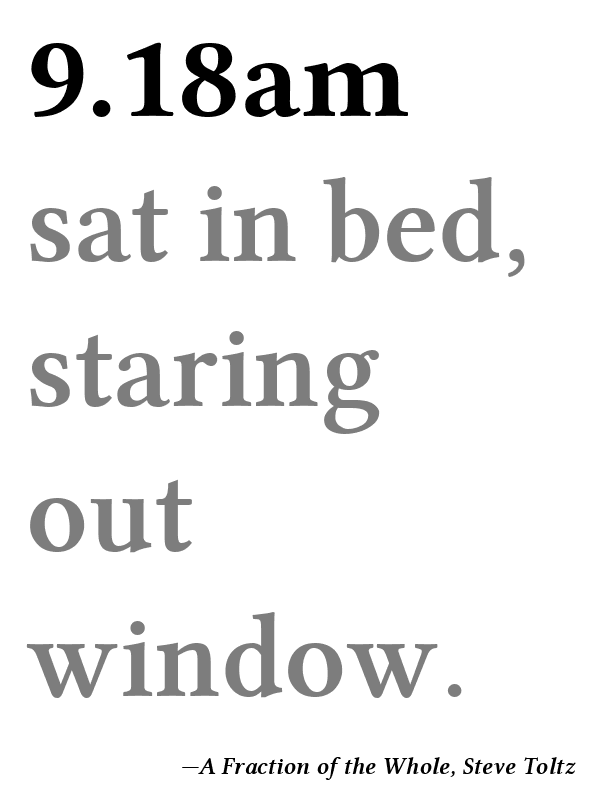 9.18am
sat in bed,
staring
out
window.
—A Fraction of the Whole, Steve Toltz